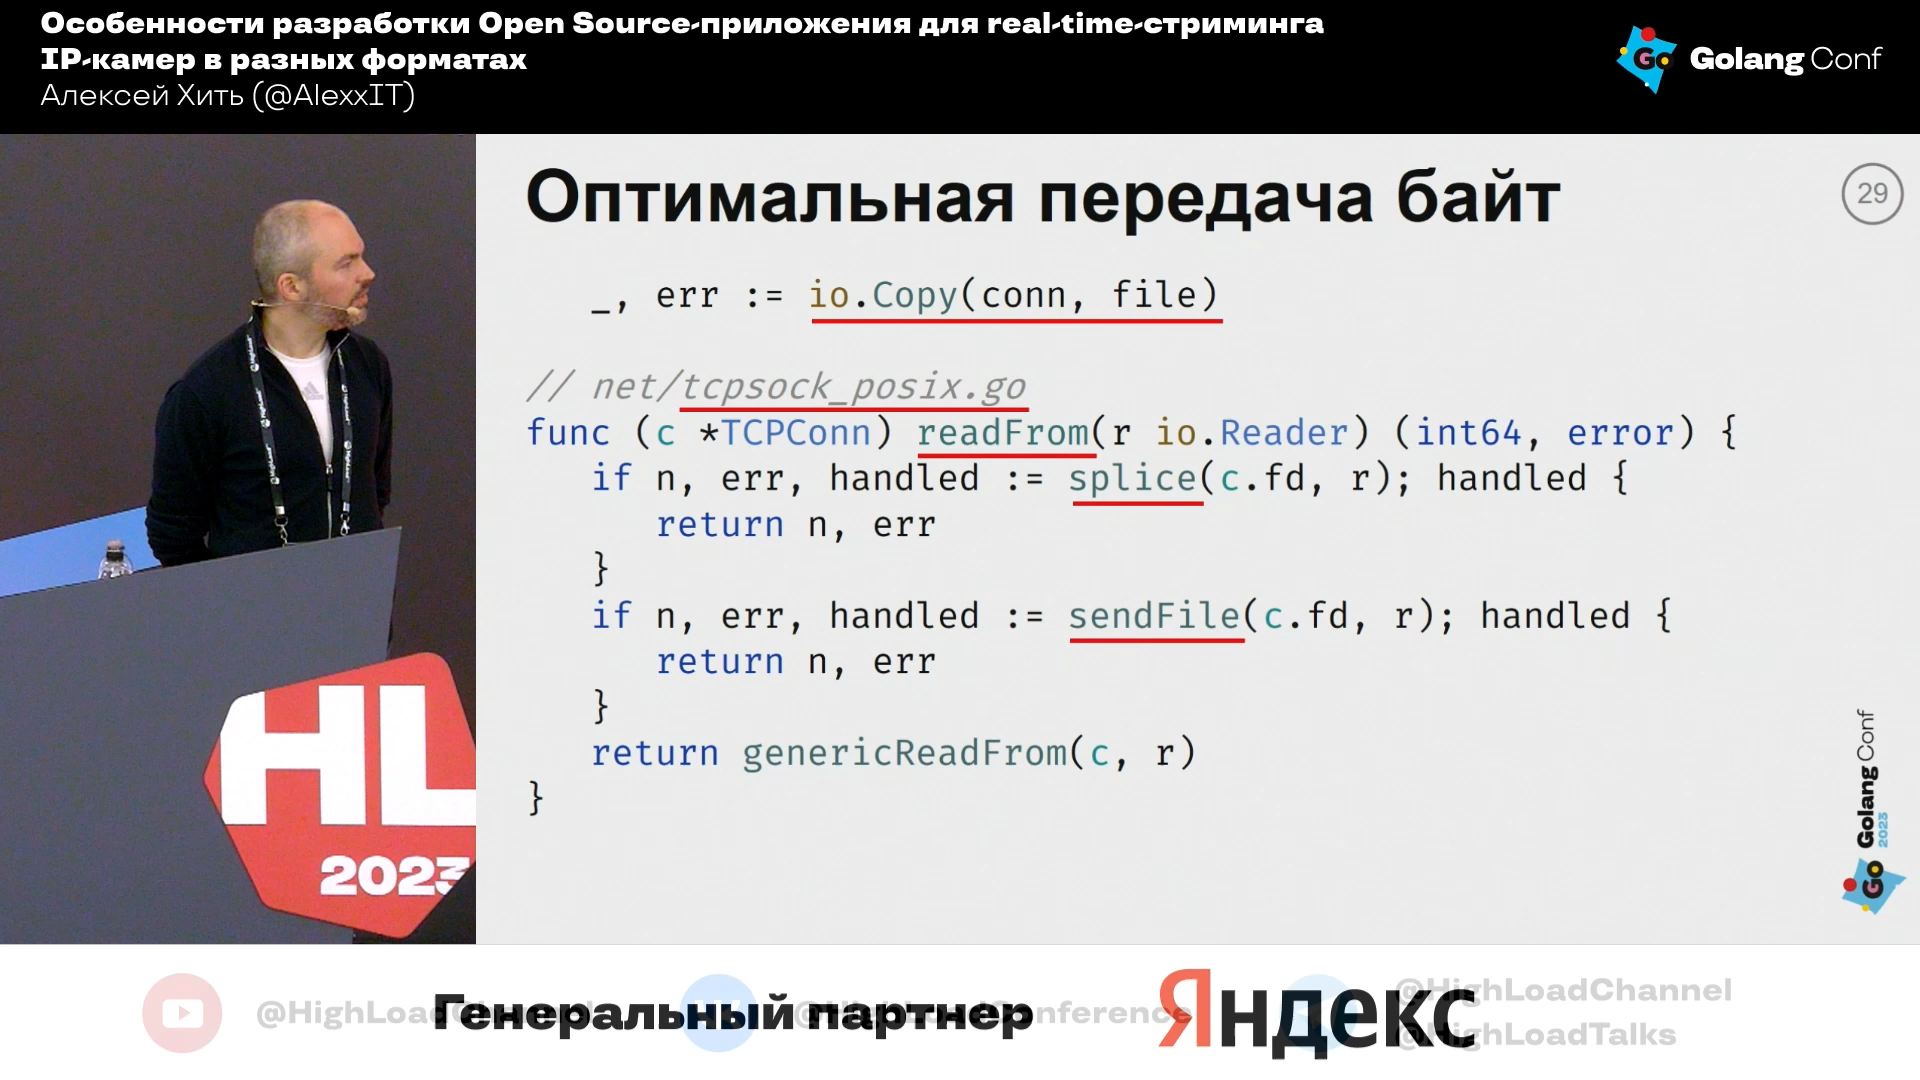 Особенности разработки Open Source-приложения для real-time-стриминга
IP-камер в разных форматах
Алексей Хить (@AlexxIT)
Go
Golang Conf
Оптимальная передача байт
29
_, err := io.Copy(conn, file)
// net/tcpsock_posix.go
func (c *TCPConn) readFrom(r io.Reader) (int64, error) {
if n, err, handled := splice(c.fd, r); handled {
return n, err
}
if n, err, handled := sendFile(c.fd, r); handled {
return n, err
}
return genericReadFrom(c, r)
}
HL
2023
Go
Golang Conf
2023
Генеральный партнер
Яндекс
@HighLoadChannel
@HighLoadTalks